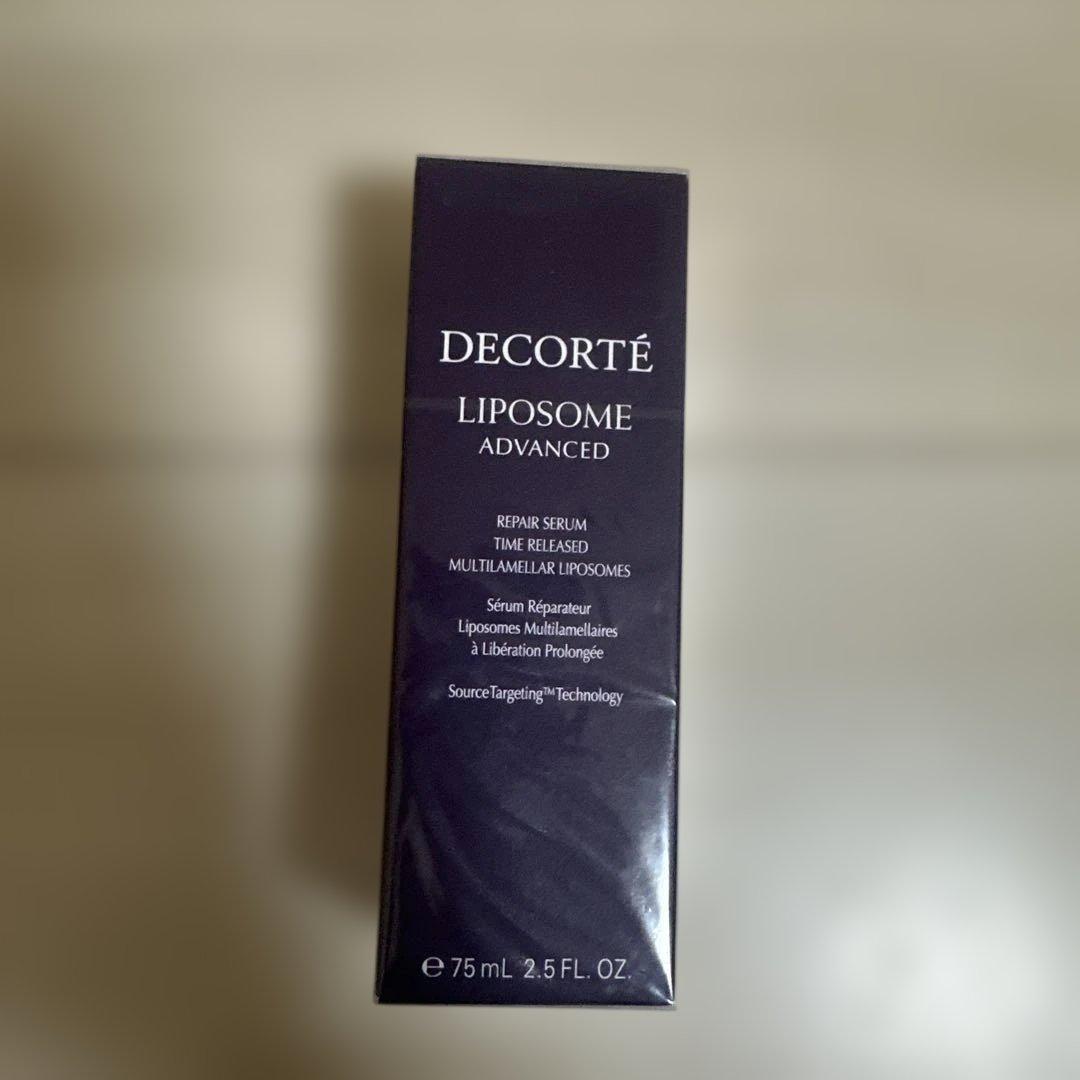 DECORTÉ
LIPOSOME
ADVANCED
REPAIR SERUM
TIME RELEASED
MULTILAMELLAR LIPOSOMES
Sérum Réparateur
Liposomes Multilamellaires
à Libération Prolongée
SourceTargeting™Technology
℮ 75 mL 2.5 FL. OZ.